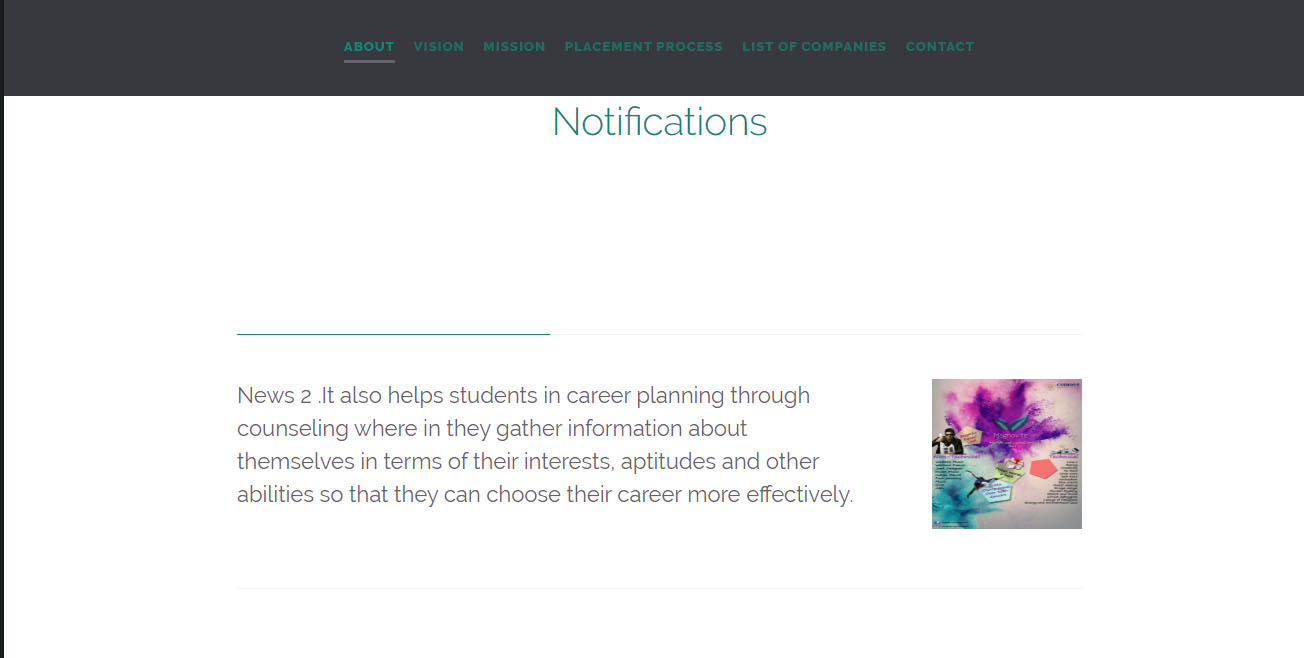 ABOUT VISION MISSION PLACEMENT PROCESS LIST OF COMPANIES CONTACT
Notifications
News 2 .It also helps students in career planning through
counseling where in they gather information about
themselves in terms of their interests, aptitudes and other
abilities so that they can choose their career more effectively.